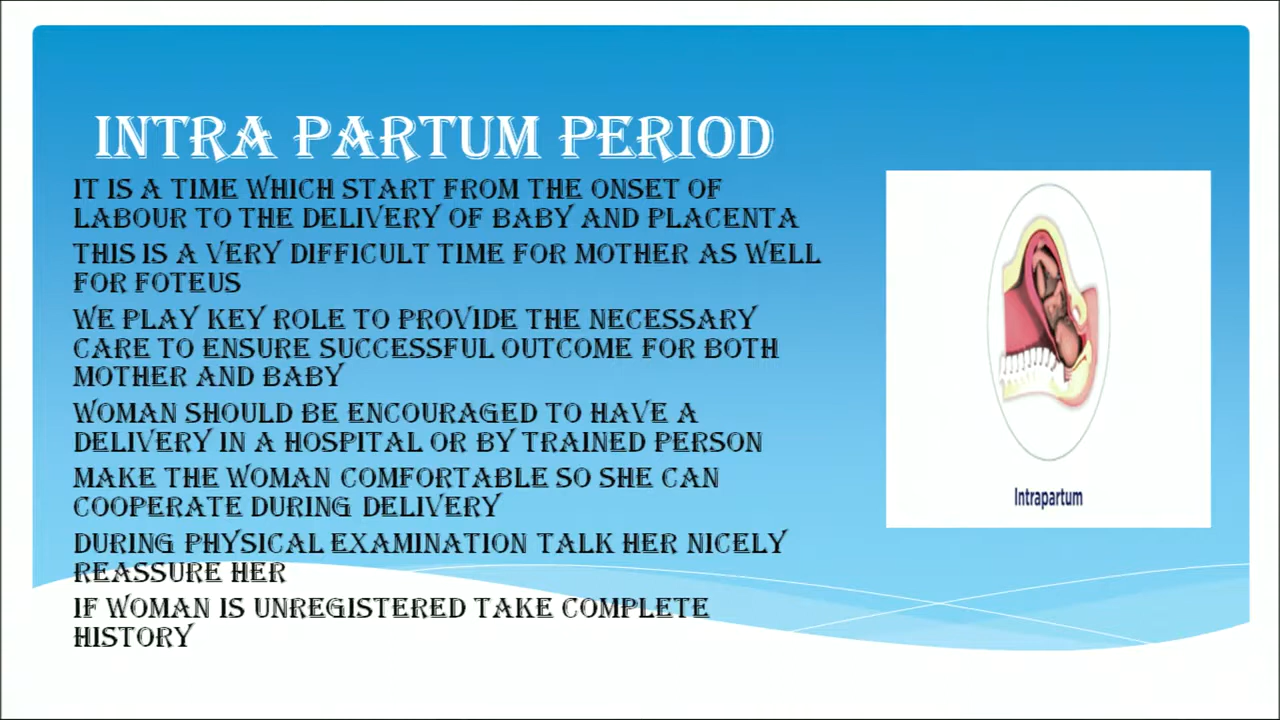 INTRA PARTUM PERIOD
IT IS A TIME WHICH START FROM THE ONSET OF
LABOUR TO THE DELIVERY OF BABY AND PLACENTA
THIS IS A VERY DIFFICULT TIME FOR MOTHER AS WELL
FOR FOTEUS
WE PLAY KEY ROLE TO PROVIDE THE NECESSARY
CARE TO ENSURE SUCCESSFUL OUTCOME FOR BOTH
MOTHER AND BABY
WOMAN SHOULD BE ENCOURAGED TO HAVE A
DELIVERY IN A HOSPITAL OR BY TRAINED PERSON
MAKE THE WOMAN COMFORTABLE SO SHE CAN
COOPERATE DURING DELIVERY
DURING PHYSICAL EXAMINATION TALK HER NICELY
REASSURE HER
IF WOMAN IS UNREGISTERED TAKE COMPLETE
HISTORY
Intrapartum